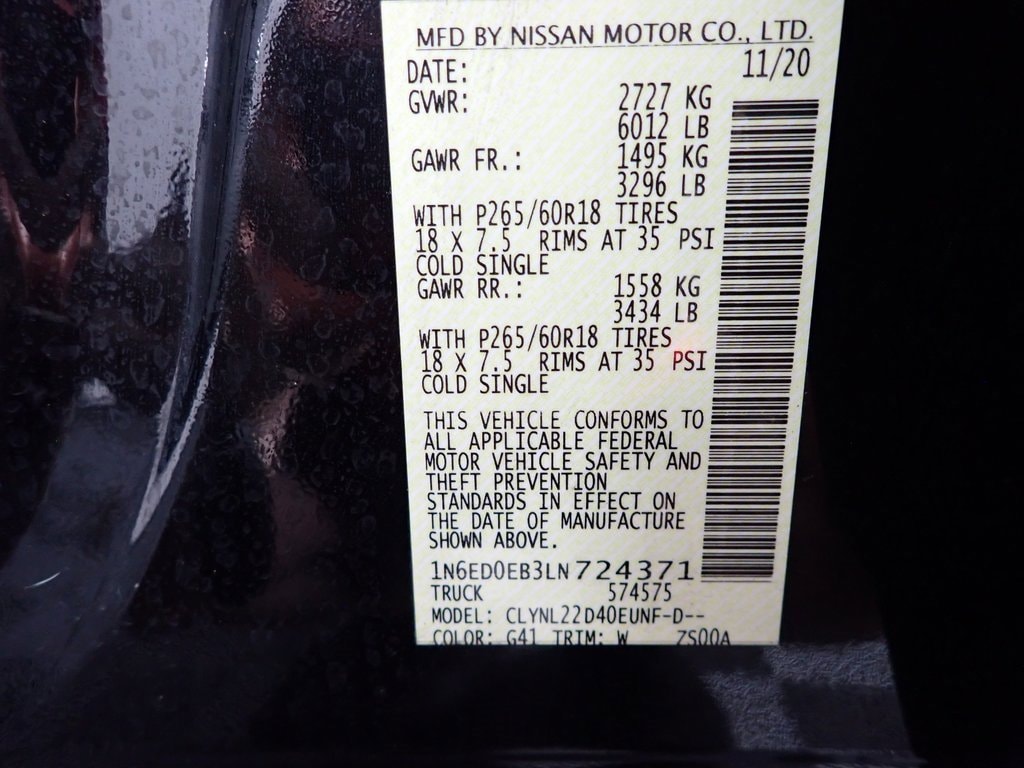 MFD BY NISSAN MOTOR CO., LTD.
DATE: 11/20
GVWR: 2727 KG
6012 LB
GAWR FR.: 1495 KG
3296 LB
WITH P265/60R18 TIRES
18 X 7.5 RIMS AT 35 PSI
COLD SINGLE
GAWR RR.: 1558 KG
3434 LB
WITH P265/60R18 TIRES
18 X 7.5 RIMS AT 35 PSI
COLD SINGLE
THIS VEHICLE CONFORMS TO
ALL APPLICABLE FEDERAL
MOTOR VEHICLE SAFETY AND
THEFT PREVENTION
STANDARDS IN EFFECT ON
THE DATE OF MANUFACTURE
SHOWN ABOVE.
1N6ED0EB3LN724371
TRUCK 574575
MODEL: CLYNL22D40EUNF-D--
COLOR: G41 TRIM: W ZS00A